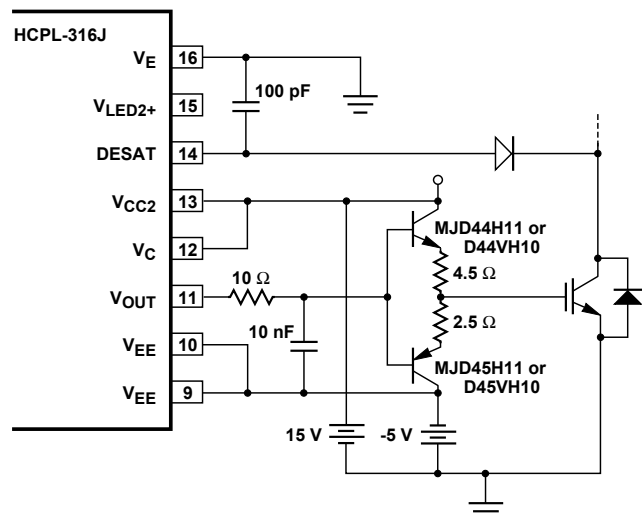 HCPL-316J
VE 16
100 pF
VLED2+ 15
DESAT 14
VCC2 13
MJD44H11 or
D44VH10
VC 12
4.5 Ω
10 Ω
VOUT 11
2.5 Ω
10 nF
VEE 10
MJD45H11 or
D45VH10
VEE 9
15 V
-5 V